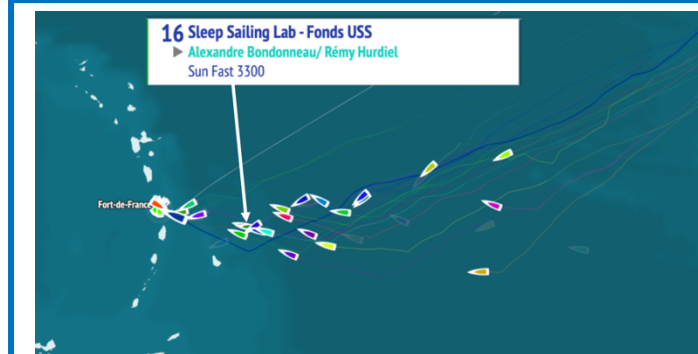 16 Sleep Sailing Lab - Fonds USS
Alexandre Bondonneau/ Rémy Hurdiel
Sun Fast 3300
Fort-de-France